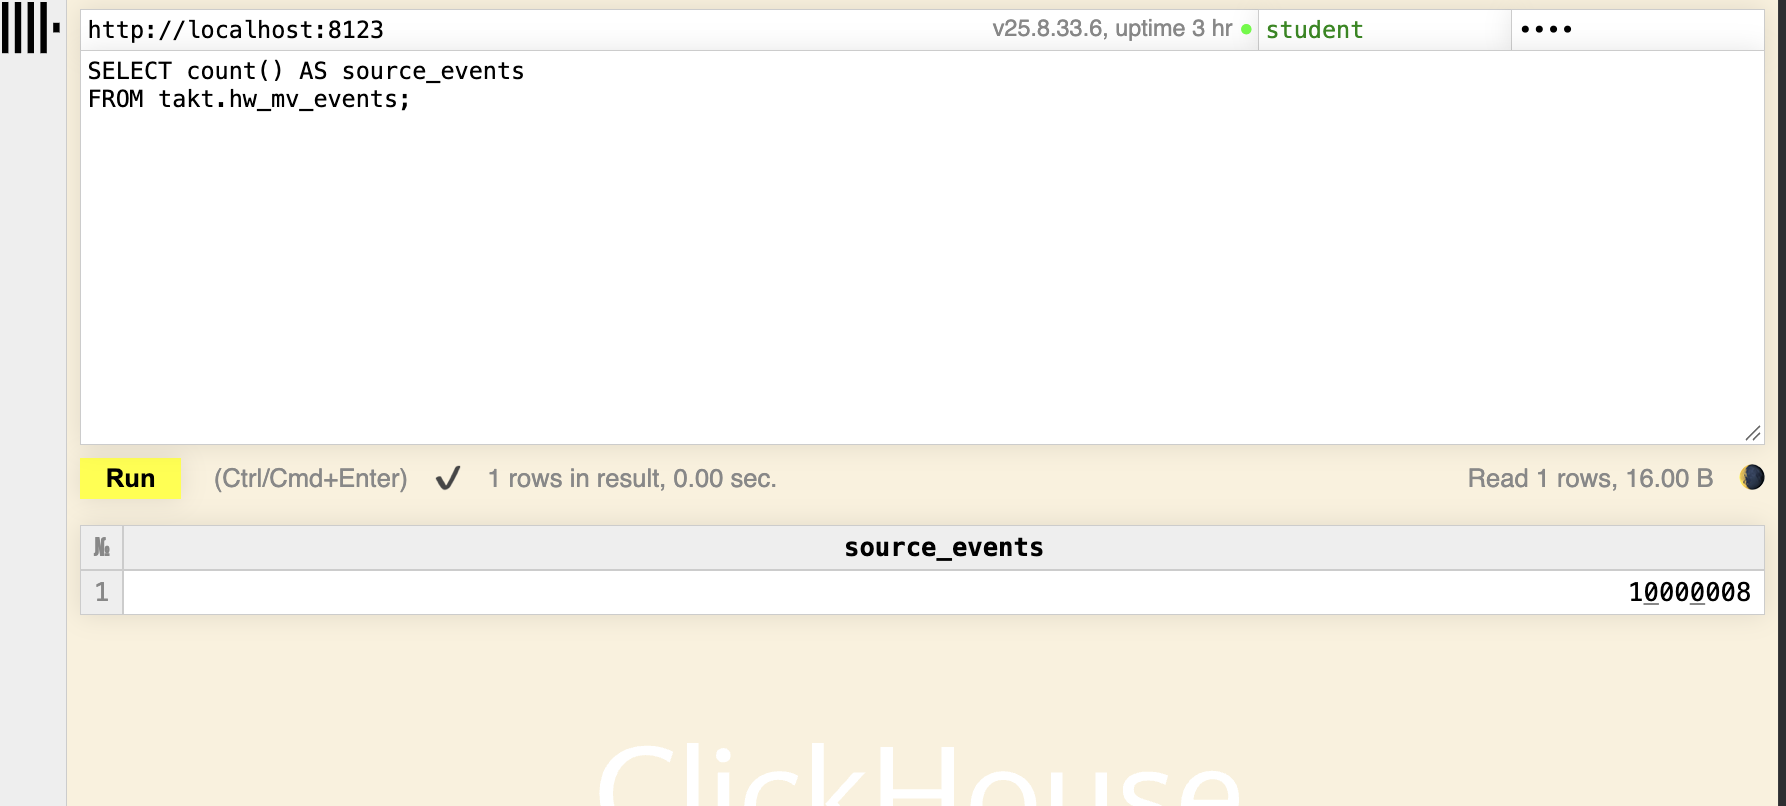 http://localhost:8123 v25.8.33.6, uptime 3 hr student ••••
SELECT count() AS source_events
FROM takt.hw_mv_events;
Run (Ctrl/Cmd+Enter) ✔ 1 rows in result, 0.00 sec. Read 1 rows, 16.00 B
№ source_events
1 10000008
ClickHouse